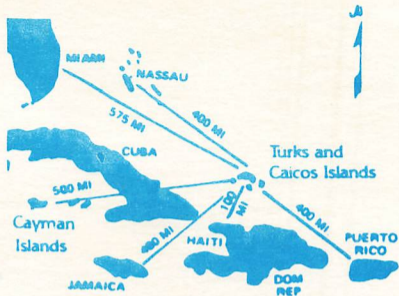 MIAMI
NASSAU
575 MI
400 MI
CUBA
Turks and
Caicos Islands
500 MI
100
MI
400 MI
Cayman
Islands
HAITI
PUERTO
RICO
JAMAICA
DOM
REP